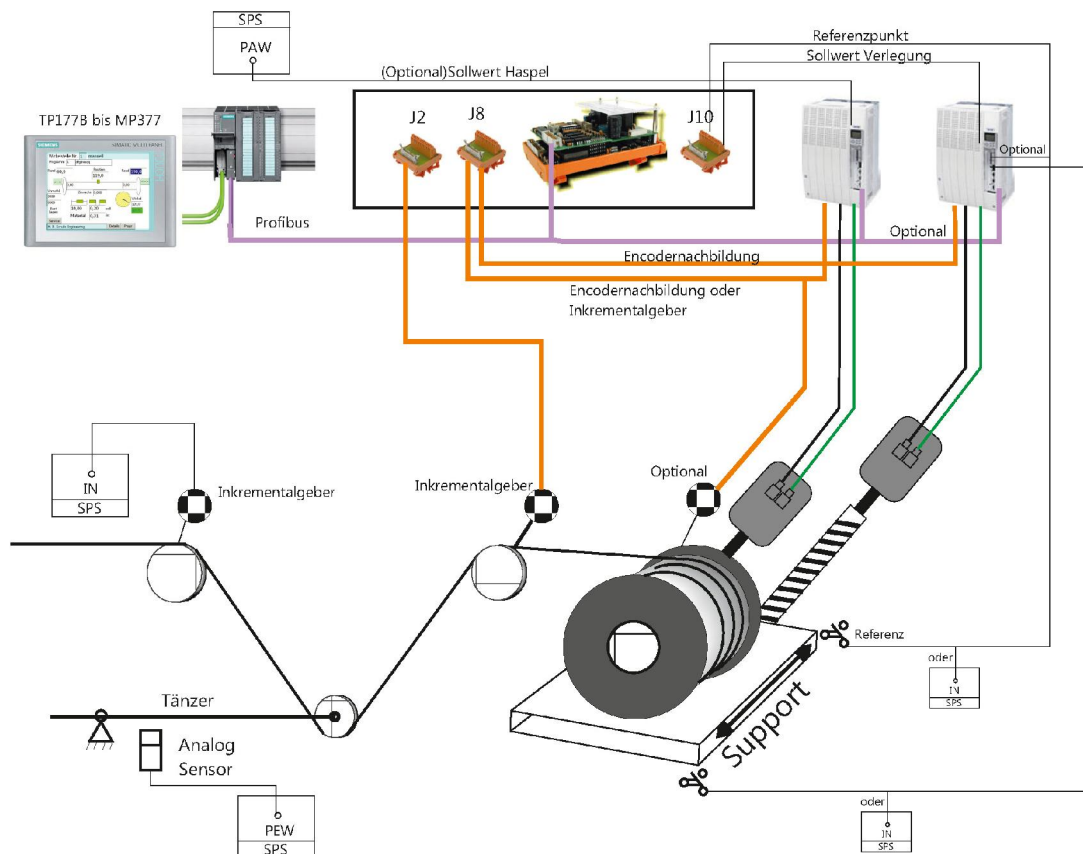 SPS
PAW
Referenzpunkt
Sollwert Verlegung
(Optional)Sollwert Haspel
TP177B bis MP377
J2
J8
J10
SIEMENS
Optional
Profibus
Optional
Encodernachbildung
Encodernachbildung oder
Inkrementalgeber
IN
SPS
Inkrementalgeber
Inkrementalgeber
Optional
Referenz
oder
IN
SPS
Tänzer
Analog
Sensor
Support
PEW
SPS
oder
IN
SPS